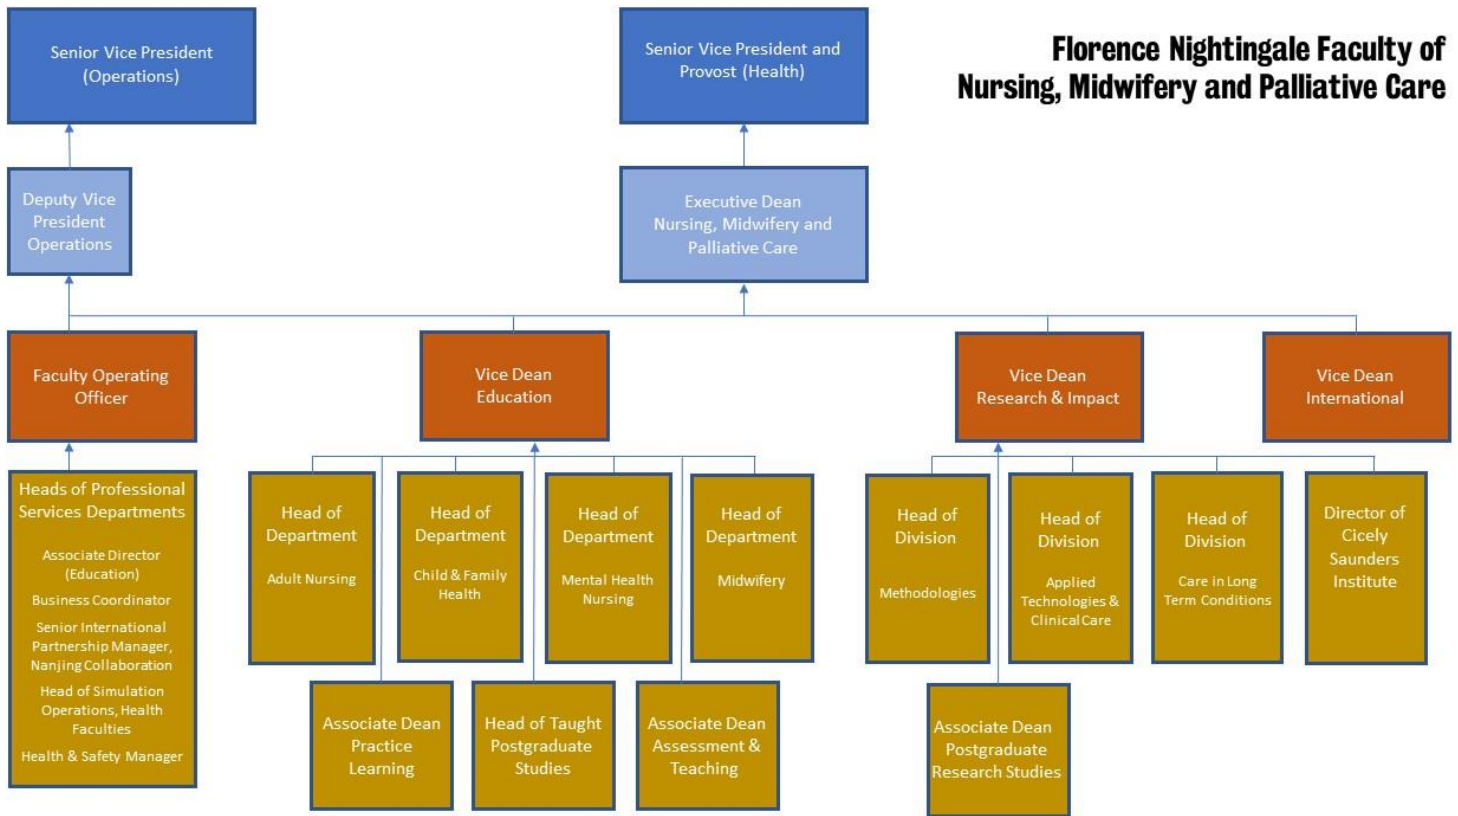 Senior Vice President
(Operations)
Senior Vice President and
Provost (Health)
Florence Nightingale Faculty of
Nursing, Midwifery and Palliative Care
Deputy Vice
President
Operations
Executive Dean
Nursing, Midwifery and
Palliative Care
Faculty Operating
Officer
Vice Dean
Education
Vice Dean
Research & Impact
Vice Dean
International
Heads of Professional
Services Departments
Associate Director
(Education)
Business Coordinator
Senior International
Partnership Manager,
Nanjing Collaboration
Head of Simulation
Operations, Health
Faculties
Health & Safety Manager
Head of
Department
Adult Nursing
Head of
Department
Child & Family
Health
Head of
Department
Mental Health
Nursing
Head of
Department
Midwifery
Head of
Division
Methodologies
Head of
Division
Applied
Technologies &
Clinical Care
Head of
Division
Care in Long
Term Conditions
Director of
Cicely
Saunders
Institute
Associate Dean
Practice
Learning
Head of Taught
Postgraduate
Studies
Associate Dean
Assessment &
Teaching
Associate Dean
Postgraduate
Research Studies